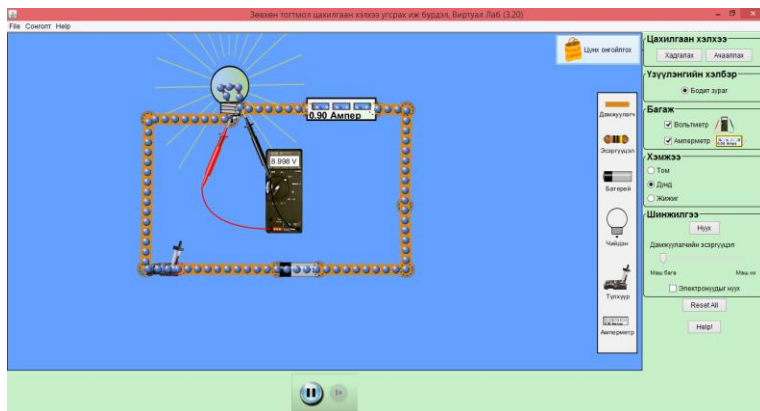 Зөвхөн тогтмол цахилгаан хэлхээ угсрах иж бүрдэл, Виртуал Лаб (3.20)
File Сонголт Help
Цүнх онгойлгох
0.90 Ампер
8.998 V
Дамжуулагч
Эсэргүүцэл
Батерей
Чийдэн
Түлхүүр
Амперметр
Цахилгаан хэлхээ
Хадгалах Ачааллах
Үзүүлэнгийн хэлбэр
Бодит зураг
Багаж
Вольтметр
Амперметр
Хэмжээ
Том
Дунд
Жижиг
Шинжилгээ
Нуух
Дамжуулагчийн эсэргүүцэл
Маш бага Маш их
Электронуудыг нуух
Reset All
Help!